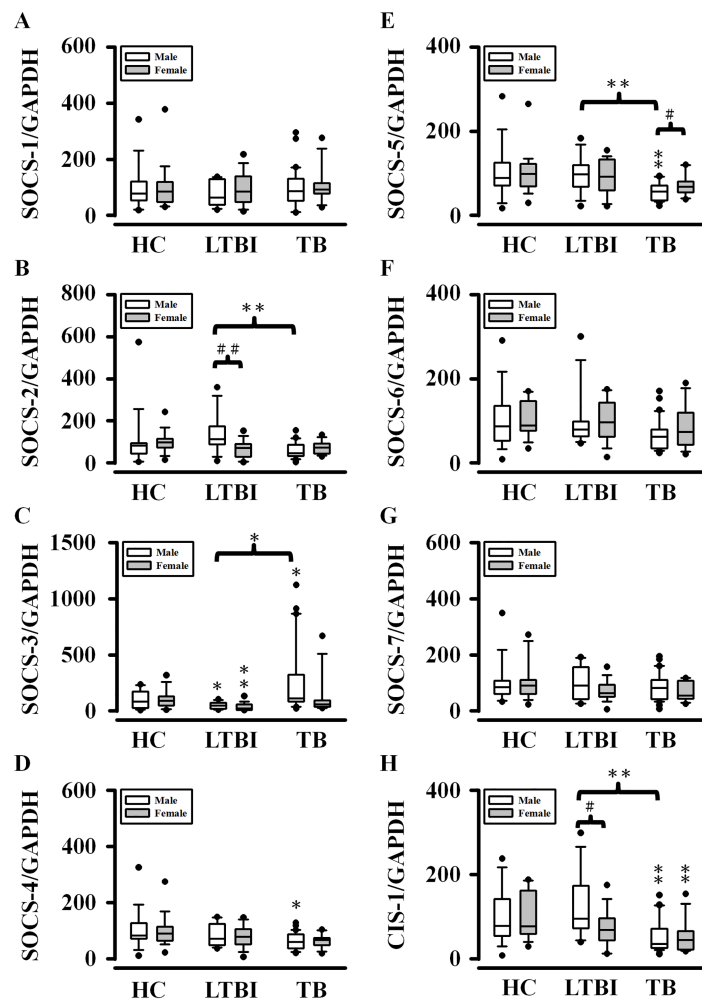 A
SOCS-1/GAPDH
600
400
200
0
Male
Female
HC LTBI TB
B
SOCS-2/GAPDH
800
600
400
200
0
Male
Female
**
##
HC LTBI TB
C
SOCS-3/GAPDH
1500
1000
500
0
Male
Female
*
*
*
**
HC LTBI TB
D
SOCS-4/GAPDH
600
400
200
0
Male
Female
*
HC LTBI TB
E
SOCS-5/GAPDH
400
200
0
Male
Female
**
#
**
HC LTBI TB
F
SOCS-6/GAPDH
400
200
0
Male
Female
HC LTBI TB
G
SOCS-7/GAPDH
600
400
200
0
Male
Female
HC LTBI TB
H
CIS-1/GAPDH
400
200
0
Male
Female
**
#
** **
HC LTBI TB